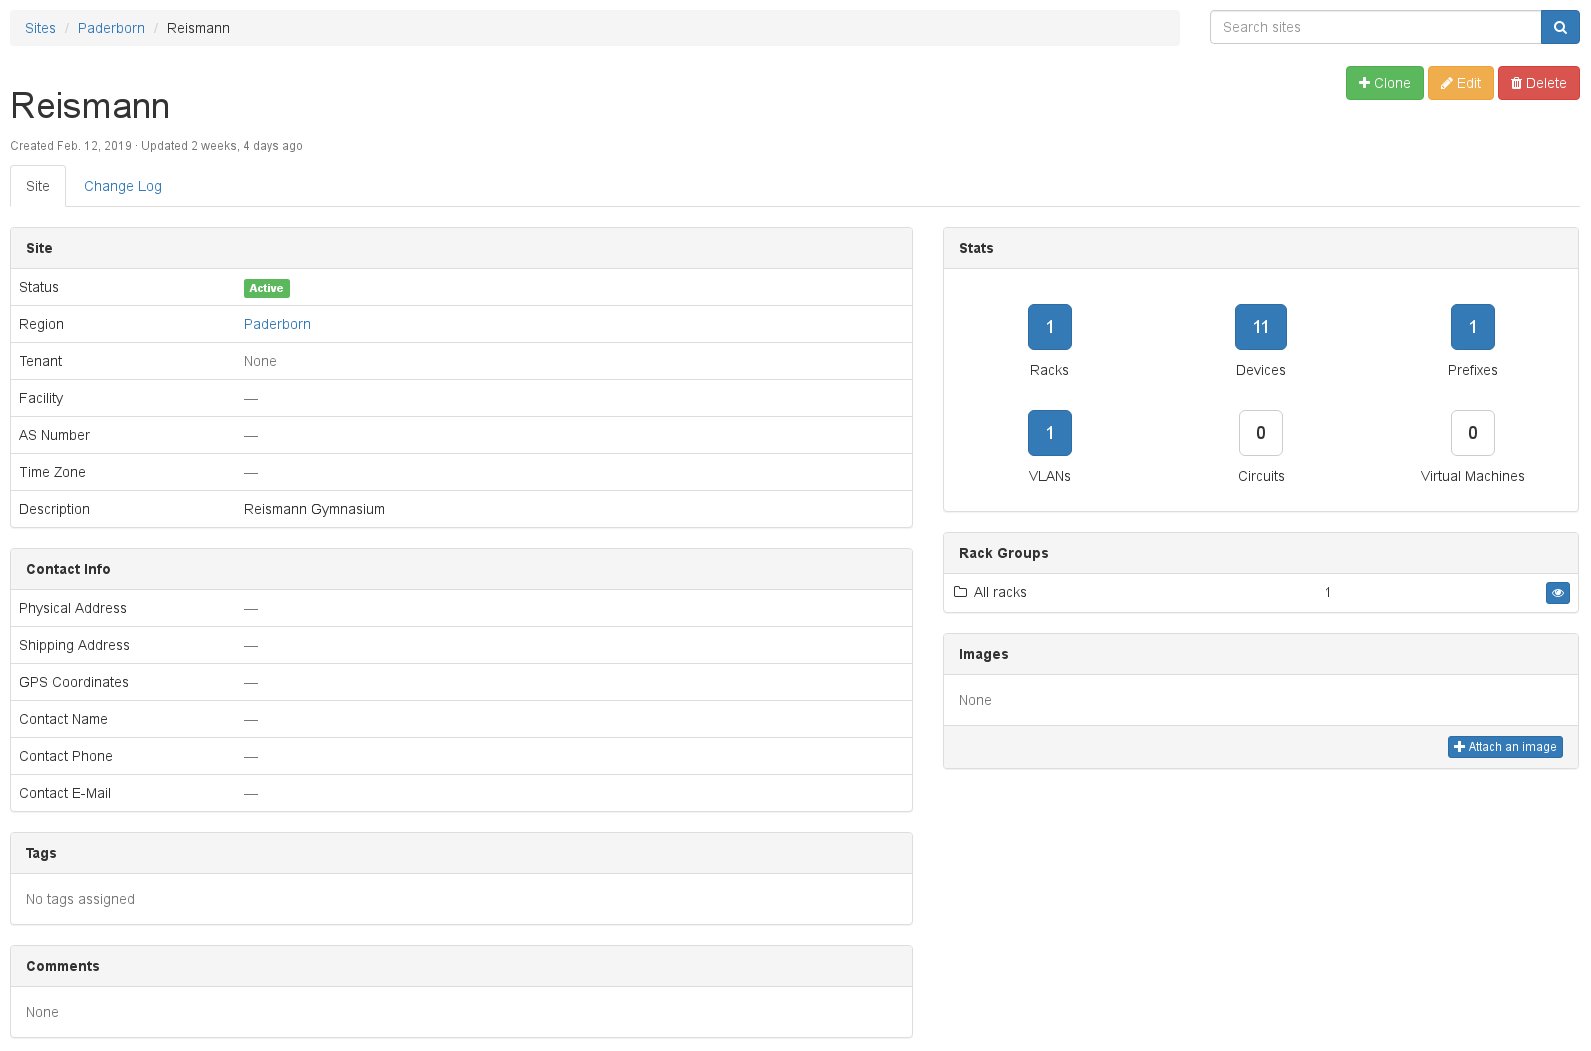 Sites / Paderborn / Reismann
Search sites
Clone Edit Delete
Reismann
Created Feb. 12, 2019 · Updated 2 weeks, 4 days ago
Site Change Log
Site
Status Active
Region Paderborn
Tenant None
Facility —
AS Number —
Time Zone —
Description Reismann Gymnasium
Contact Info
Physical Address —
Shipping Address —
GPS Coordinates —
Contact Name —
Contact Phone —
Contact E-Mail —
Tags
No tags assigned
Comments
None
Stats
1 11 1
Racks Devices Prefixes
1 0 0
VLANs Circuits Virtual Machines
Rack Groups
All racks 1
Images
None
Attach an image